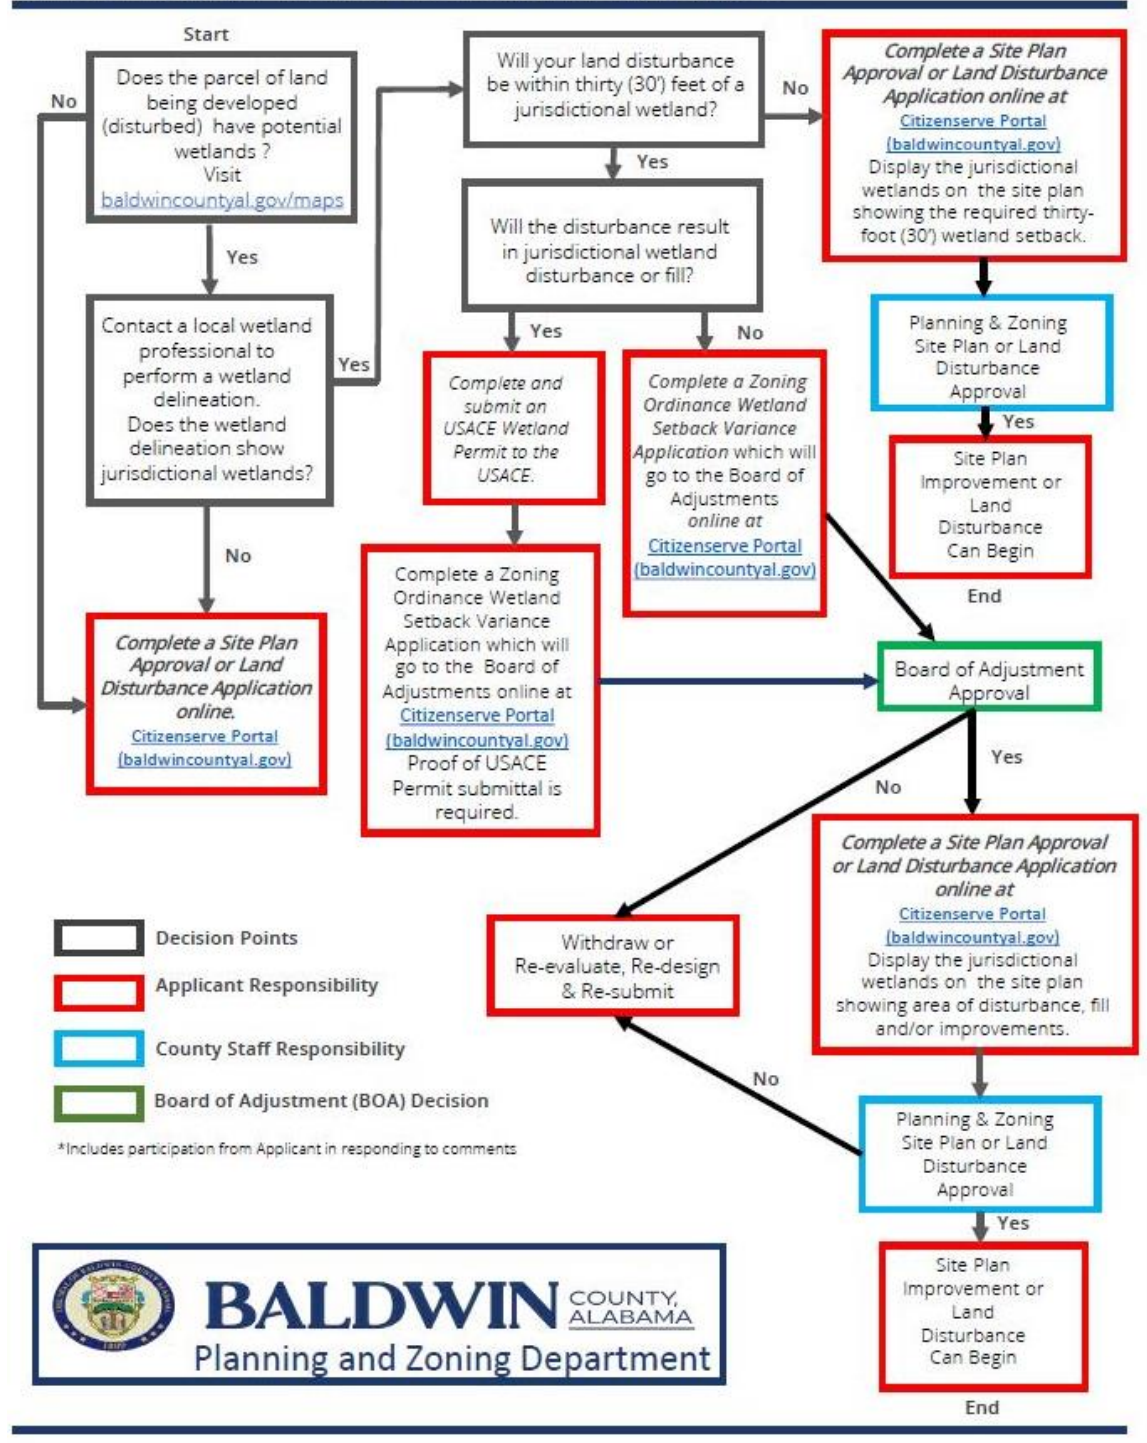 Start
Does the parcel of land
being developed
(disturbed) have potential
wetlands ?
Visit
baldwincountyal.gov/maps
No
Yes
Contact a local wetland
professional to
perform a wetland
delineation.
Does the wetland
delineation show
jurisdictional wetlands?
Yes
No
Complete a Site Plan
Approval or Land
Disturbance Application
online.
Citizenserve Portal
(baldwincountyal.gov)
Will your land disturbance
be within thirty (30') feet of a
jurisdictional wetland?
No
Yes
Will the disturbance result
in jurisdictional wetland
disturbance or fill?
Yes
No
Complete and
submit an
USACE Wetland
Permit to the
USACE.
Complete a Zoning
Ordinance Wetland
Setback Variance
Application which will
go to the Board of
Adjustments online at
Citizenserve Portal
(baldwincountyal.gov)
Proof of USACE
Permit submittal is
required.
Complete a Zoning
Ordinance Wetland
Setback Variance
Application which will
go to the Board of
Adjustments
online at
Citizenserve Portal
(baldwincountyal.gov)
Complete a Site Plan
Approval or Land Disturbance
Application online at
Citizenserve Portal
(baldwincountyal.gov)
Display the jurisdictional
wetlands on the site plan
showing the required thirty-
foot (30') wetland setback.
Planning & Zoning
Site Plan or Land
Disturbance
Approval
Yes
Site Plan
Improvement or
Land
Disturbance
Can Begin
End
Board of Adjustment
Approval
Yes
No
Complete a Site Plan Approval
or Land Disturbance Application
online at
Citizenserve Portal
(baldwincountyal.gov)
Display the jurisdictional
wetlands on the site plan
showing area of disturbance, fill
and/or improvements.
Withdraw or
Re-evaluate, Re-design
& Re-submit
No
Planning & Zoning
Site Plan or Land
Disturbance
Approval
Yes
Site Plan
Improvement or
Land
Disturbance
Can Begin
End
Decision Points
Applicant Responsibility
County Staff Responsibility
Board of Adjustment (BOA) Decision
*Includes participation from Applicant in responding to comments
BALDWIN COUNTY, ALABAMA
Planning and Zoning Department